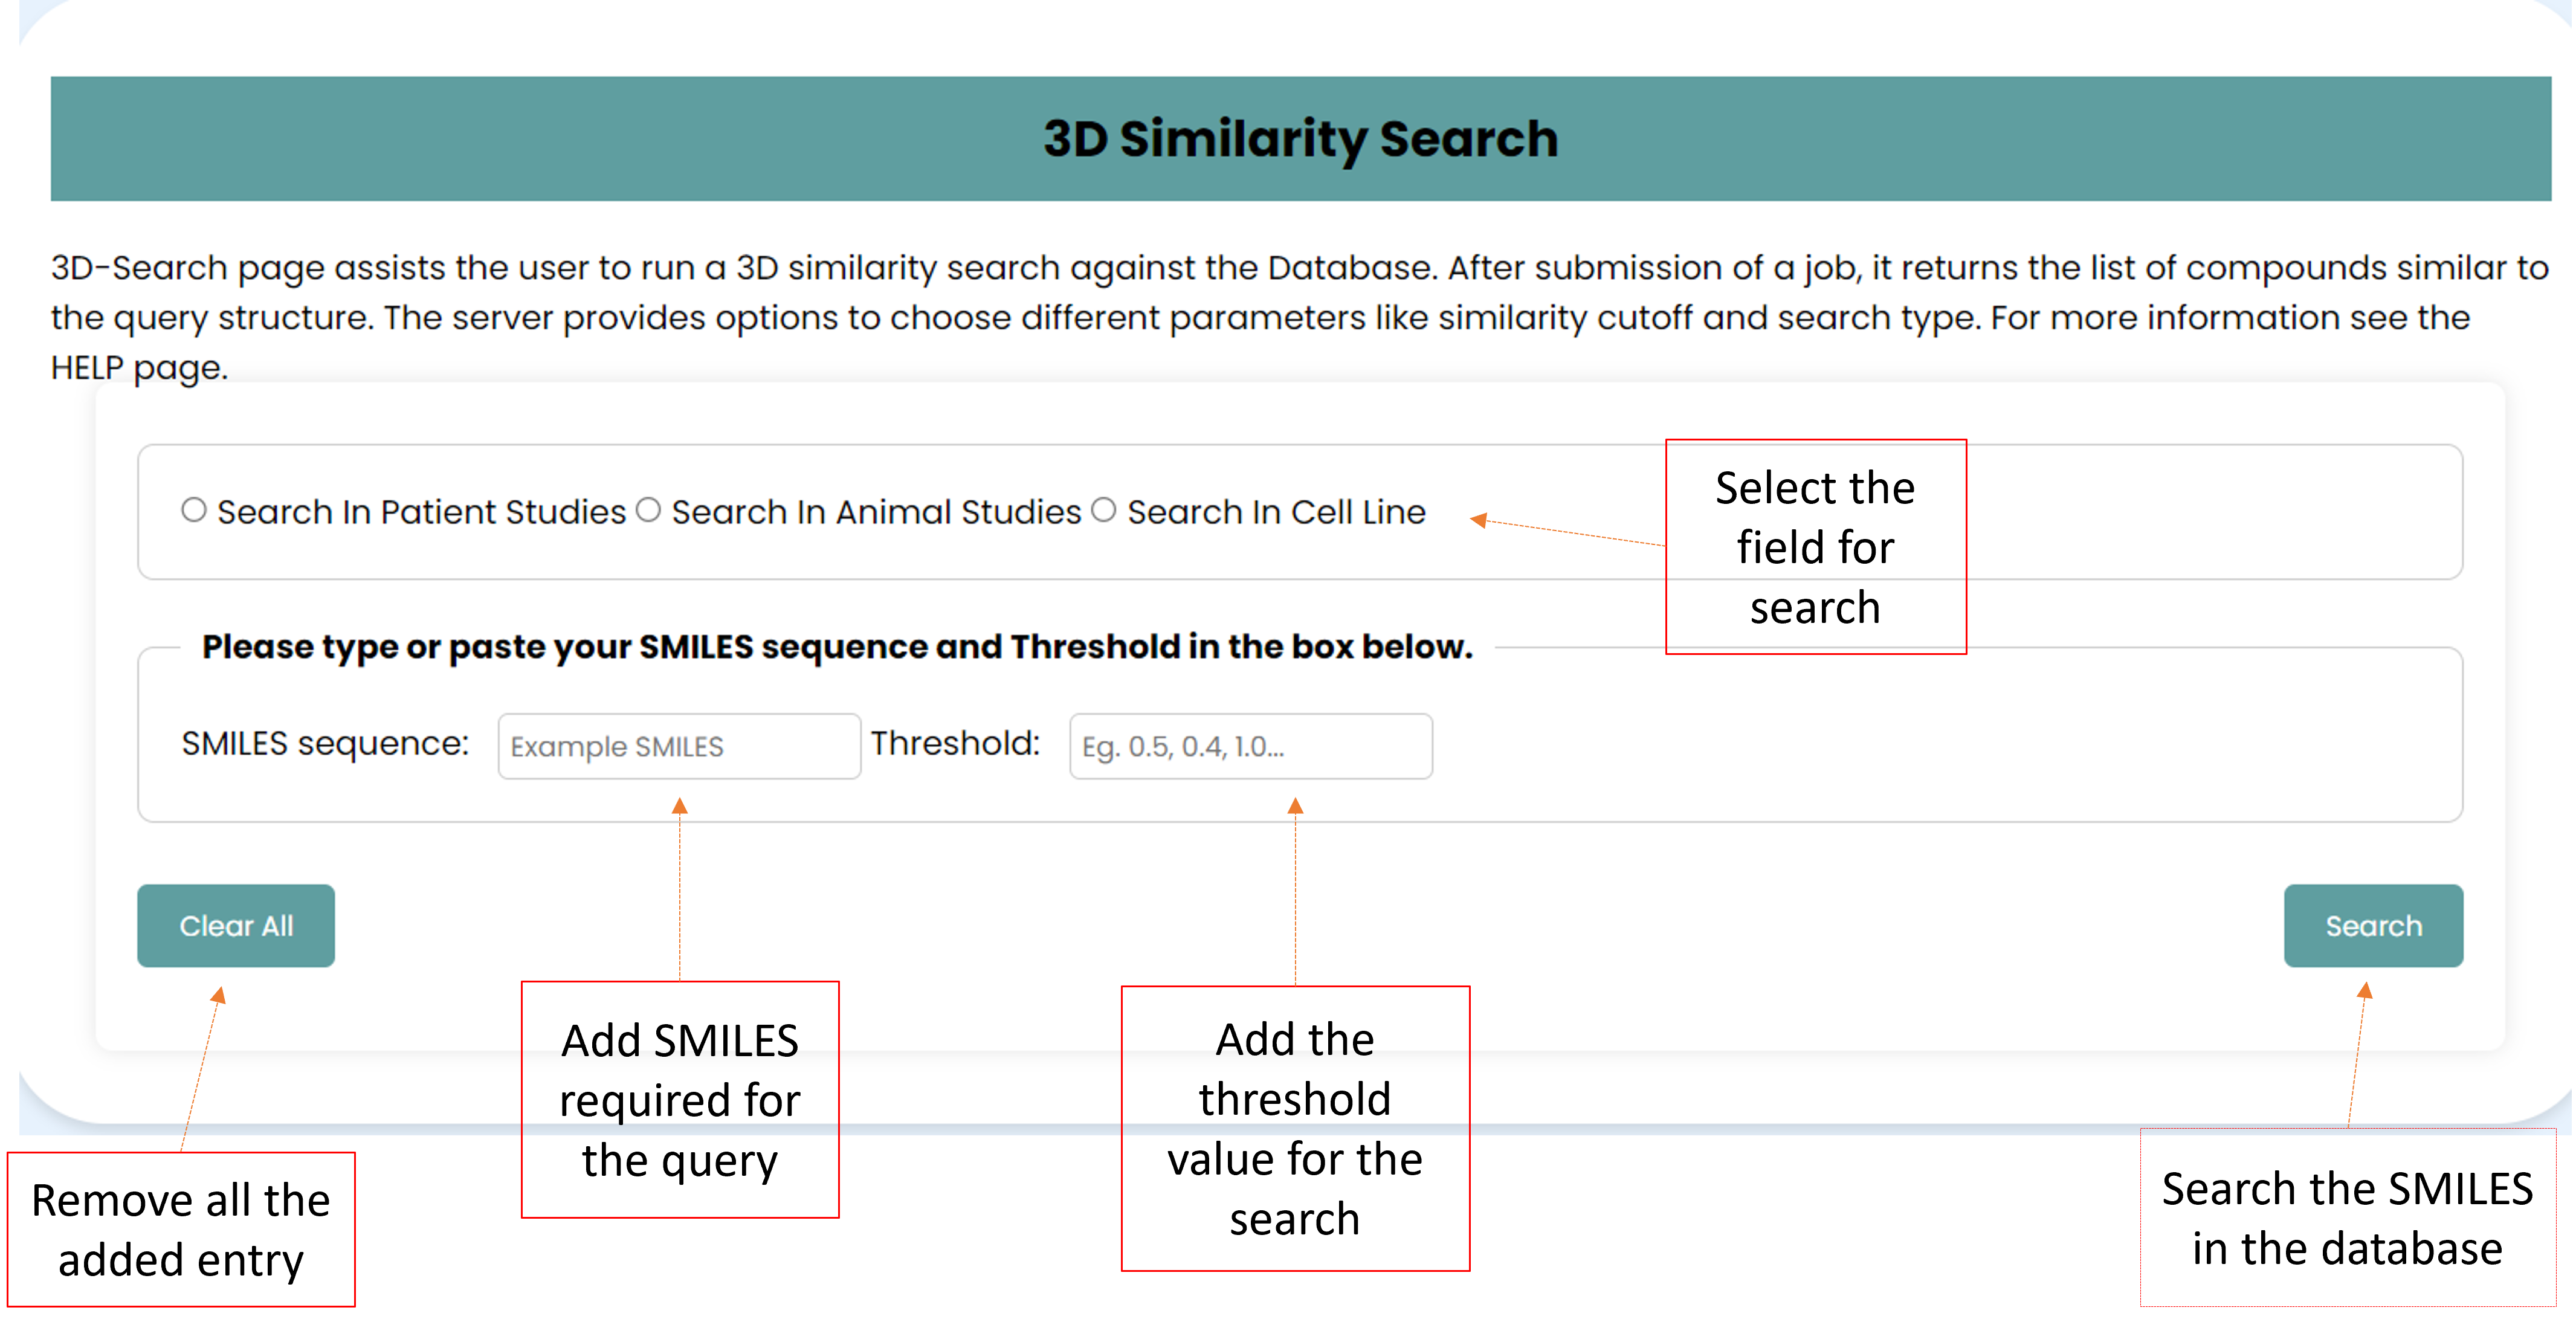 3D Similarity Search
3D-Search page assists the user to run a 3D similarity search against the Database. After submission of a job, it returns the list of compounds similar to
the query structure. The server provides options to choose different parameters like similarity cutoff and search type. For more information see the
HELP page.
Search In Patient Studies Search In Animal Studies Search In Cell Line
Select the
field for
search
Please type or paste your SMILES sequence and Threshold in the box below.
SMILES sequence: Example SMILES Threshold: Eg. 0.5, 0.4, 1.0...
Clear All
Search
Add SMILES
required for
the query
Add the
threshold
value for the
search
Remove all the
added entry
Search the SMILES
in the database